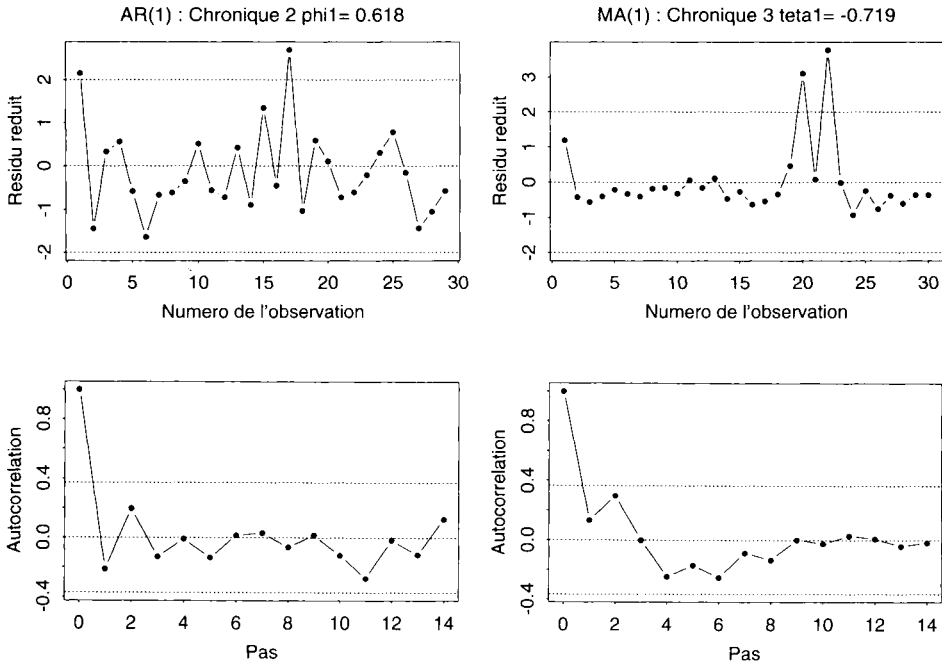 AR(1) : Chronique 2 phi1= 0.618
Residu reduit
2
1
0
-1
-2
0 5 10 15 20 25 30
Numero de l'observation
MA(1) : Chronique 3 teta1= -0.719
Residu reduit
3
2
1
0
-1
-2
0 5 10 15 20 25 30
Numero de l'observation
Autocorrelation
0.8
0.4
0.0
-0.4
0 2 4 6 8 10 12 14
Pas
Autocorrelation
0.8
0.4
0.0
-0.4
0 2 4 6 8 10 12 14
Pas